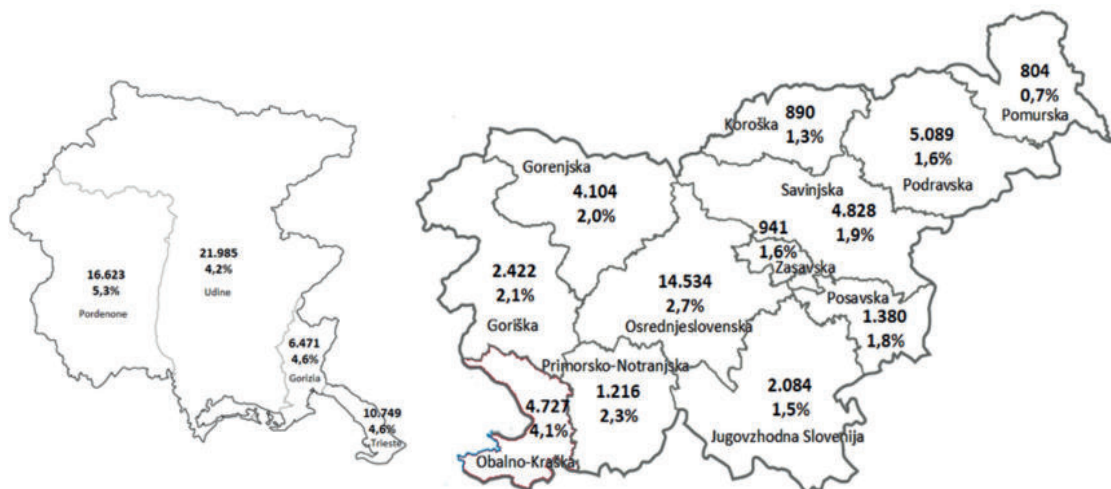 16.623
5,3%
Pordenone
21.985
4,2%
Udine
6.471
4,6%
Gorizia
10.749
4,6%
Trieste
804
0,7%
Pomurska
890
Koroška
1,3%
5.089
1,6%
Podravska
Gorenjska
4.104
2,0%
Savinjska
4.828
1,9%
941
1,6%
Zasavska
2.422
2,1%
Goriška
14.534
2,7%
Osrednjeslovenska
Posavska
1.380
1,8%
Primorsko-Notranjska
1.216
2,3%
2.084
1,5%
Jugovzhodna Slovenija
4.727
4,1%
Obalno-Kraška